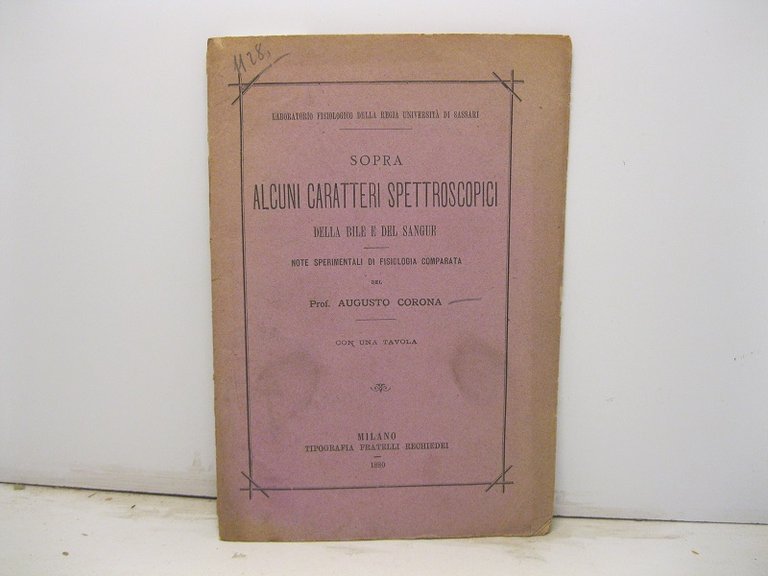 1128,
LABORATORIO FISIOLOGICO DELLA REGIA UNIVERSITÀ DI SASSARI
SOPRA
ALCUNI CARATTERI SPETTROSCOPICI
DELLA BILE E DEL SANGUE
NOTE SPERIMENTALI DI FISIOLOGIA COMPARATA
DEL
Prof. AUGUSTO CORONA
CON UNA TAVOLA
MILANO
TIPOGRAFIA FRATELLI RECHIEDEI
1880